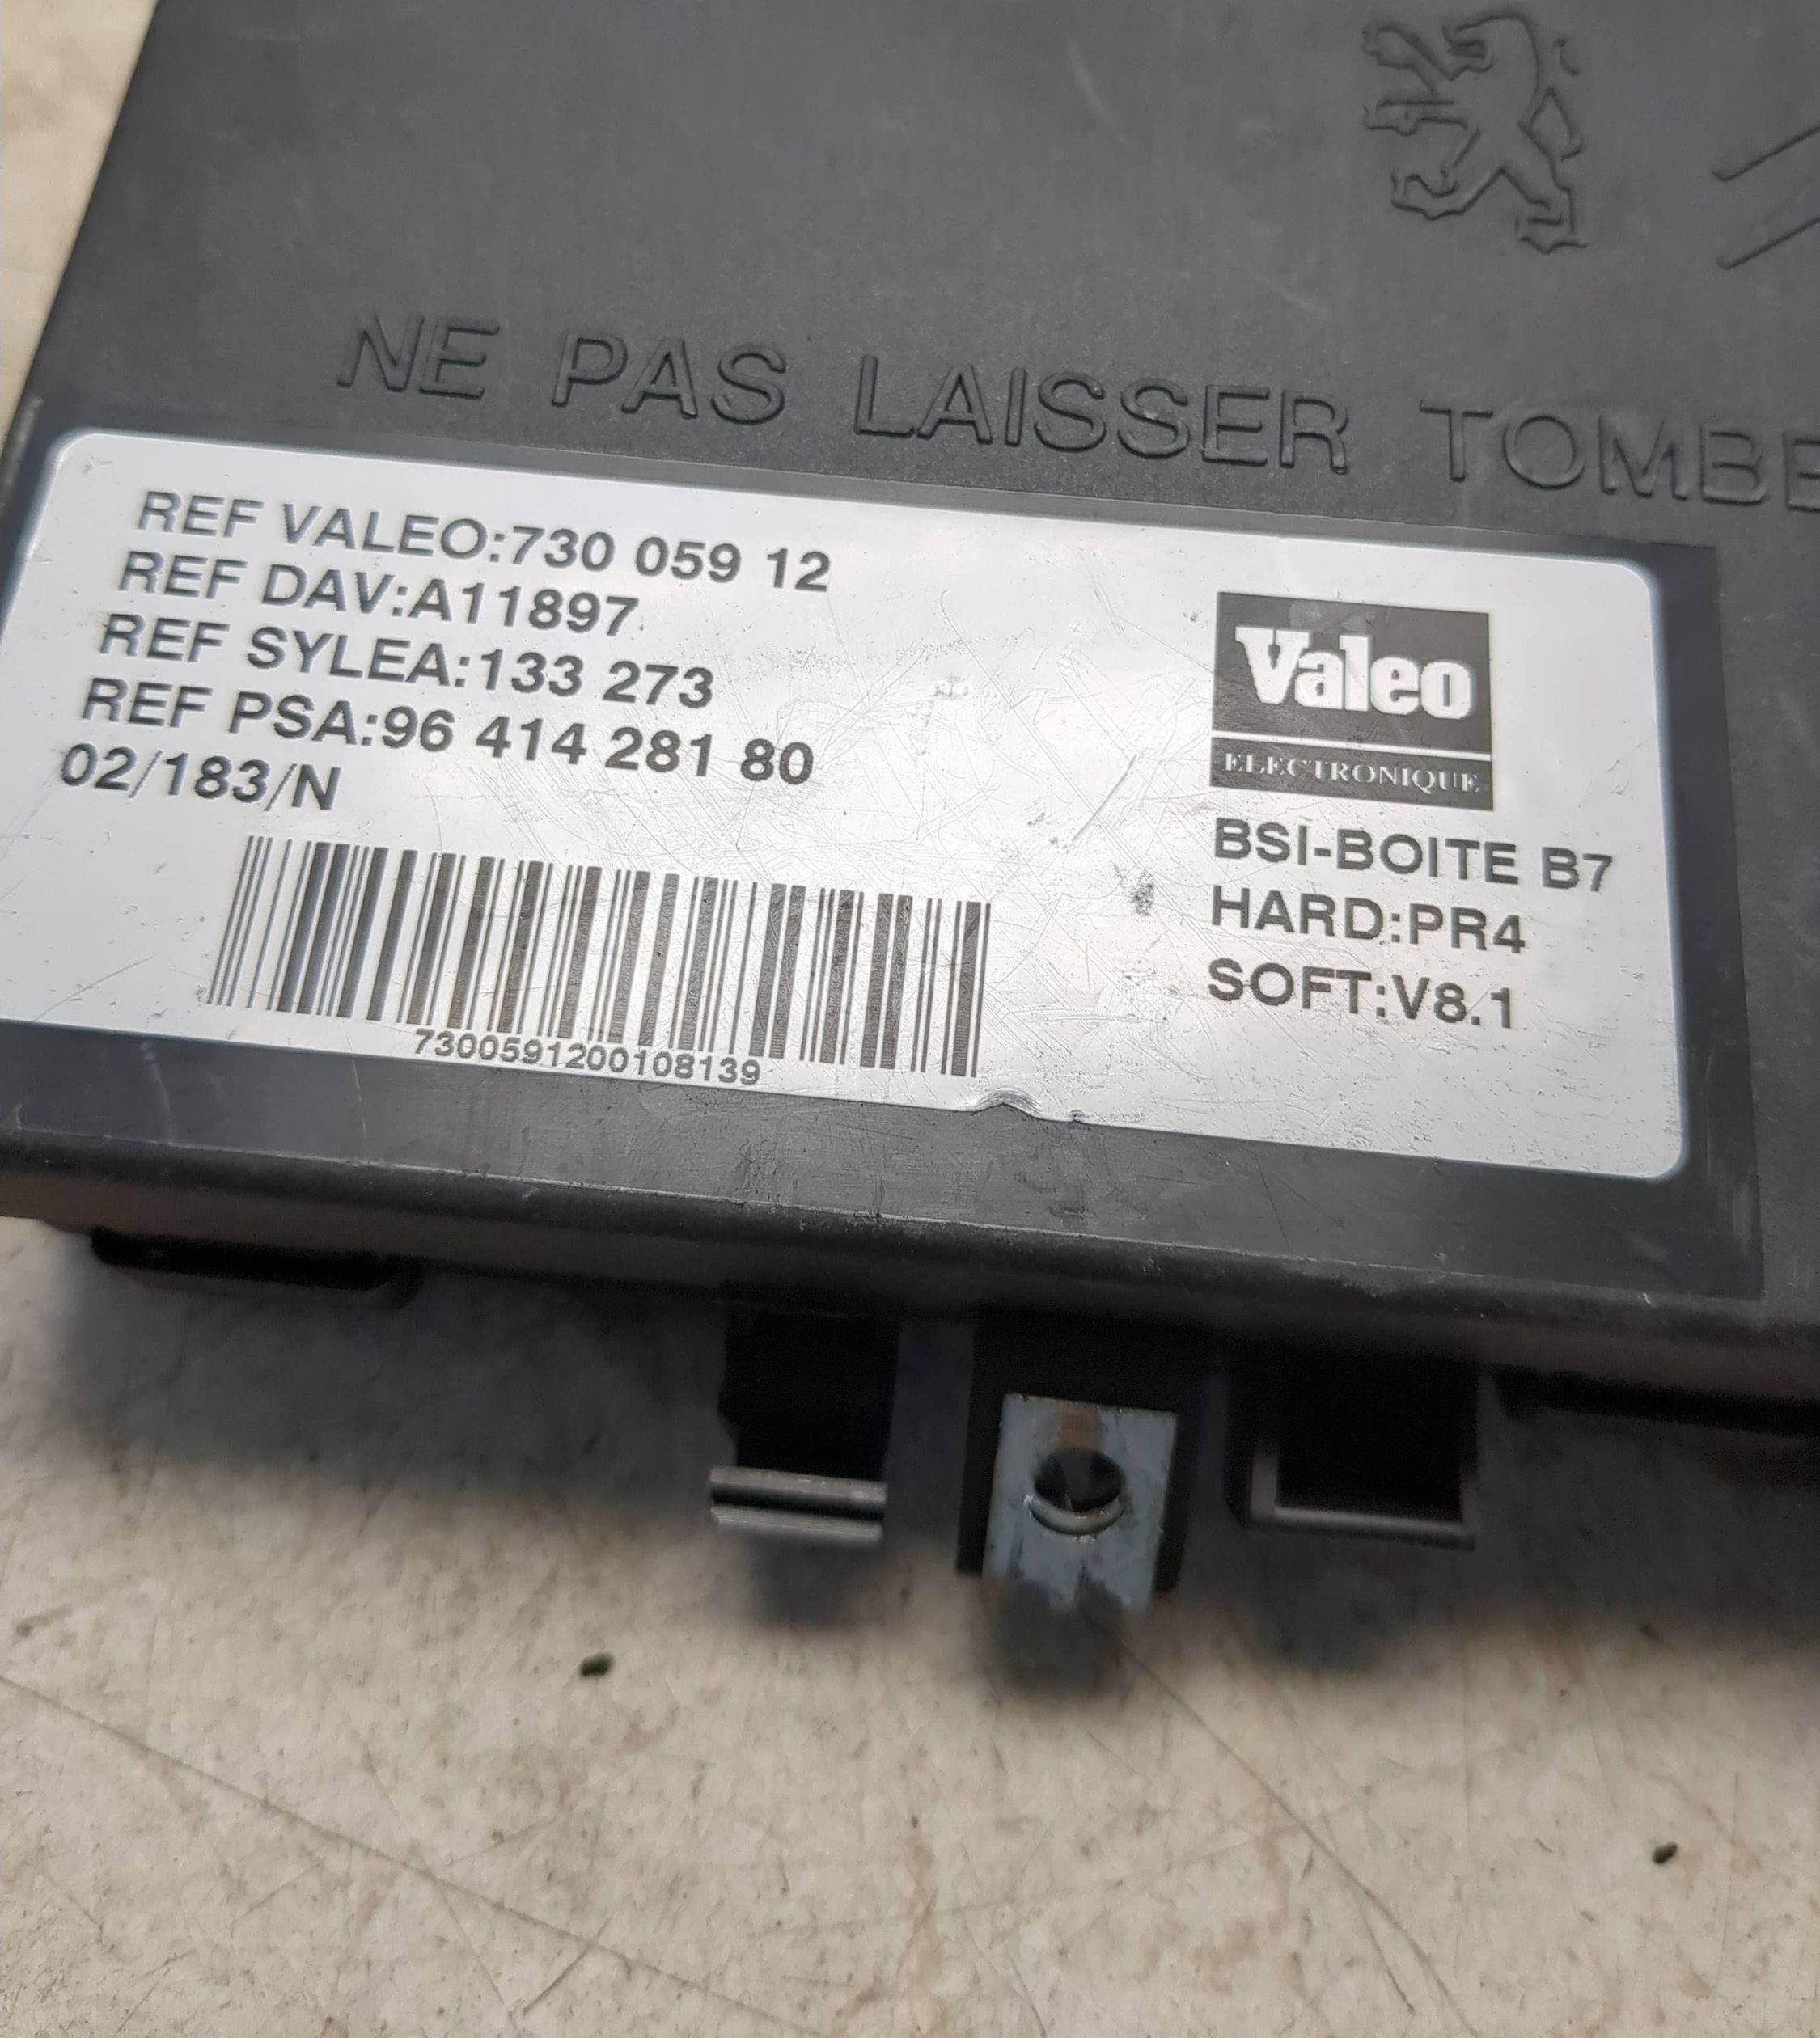 NE PAS LAISSER TOMBE
REF VALEO:730 059 12
REF DAV:A11897
REF SYLEA:133 273
REF PSA:96 414 281 80
02/183/N
7300591200108139
Valeo
ELECTRONIQUE
BSI-BOITE B7
HARD:PR4
SOFT:V8.1